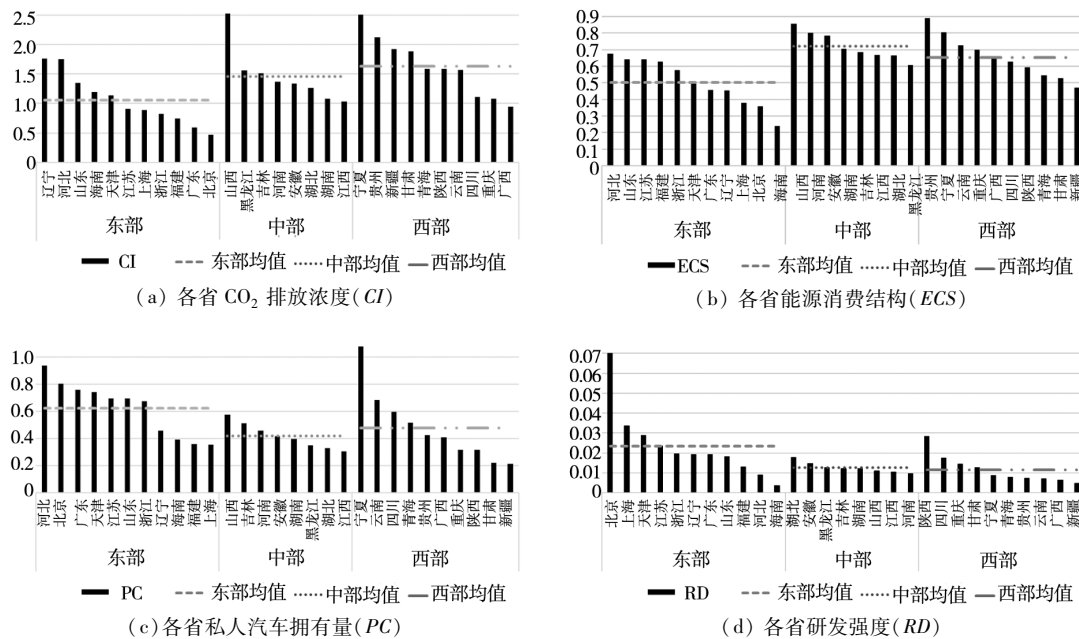 2.5
2.0
1.5
1.0
0.5
0
辽宁 河北 山东 海南 天津 江苏 上海 浙江 福建 广东 北京 山西 黑龙江 吉林 河南 安徽 湖北 湖南 江西 宁夏 贵州 新疆 甘肃 青海 陕西 云南 四川 重庆 广西
东部 中部 西部
CI 东部均值 中部均值 西部均值
(a) 各省 CO₂ 排放浓度(CI)
0.9
0.8
0.7
0.6
0.5
0.4
0.3
0.2
0.1
0
河北 山东 江苏 福建 浙江 天津 广东 辽宁 上海 北京 海南 山西 河南 安徽 湖南 吉林 江西 湖北 黑龙江 贵州 宁夏 云南 重庆 广西 四川 陕西 青海 甘肃 新疆
东部 中部 西部
ECS 东部均值 中部均值 西部均值
(b) 各省能源消费结构(ECS)
1.0
0.8
0.6
0.4
0.2
0
河北 北京 广东 天津 江苏 山东 浙江 辽宁 海南 福建 上海 山西 吉林 河南 安徽 湖南 黑龙江 湖北 江西 宁夏 云南 四川 青海 贵州 广西 重庆 陕西 甘肃 新疆
东部 中部 西部
PC 东部均值 中部均值 西部均值
(c)各省私人汽车拥有量(PC)
0.07
0.06
0.05
0.04
0.03
0.02
0.01
0
北京 上海 天津 江苏 浙江 辽宁 广东 山东 福建 河北 海南 湖北 安徽 黑龙江 吉林 湖南 山西 江西 河南 陕西 四川 重庆 甘肃 宁夏 青海 贵州 云南 广西 新疆
东部 中部 西部
RD 东部均值 中部均值 西部均值
(d) 各省研发强度(RD)